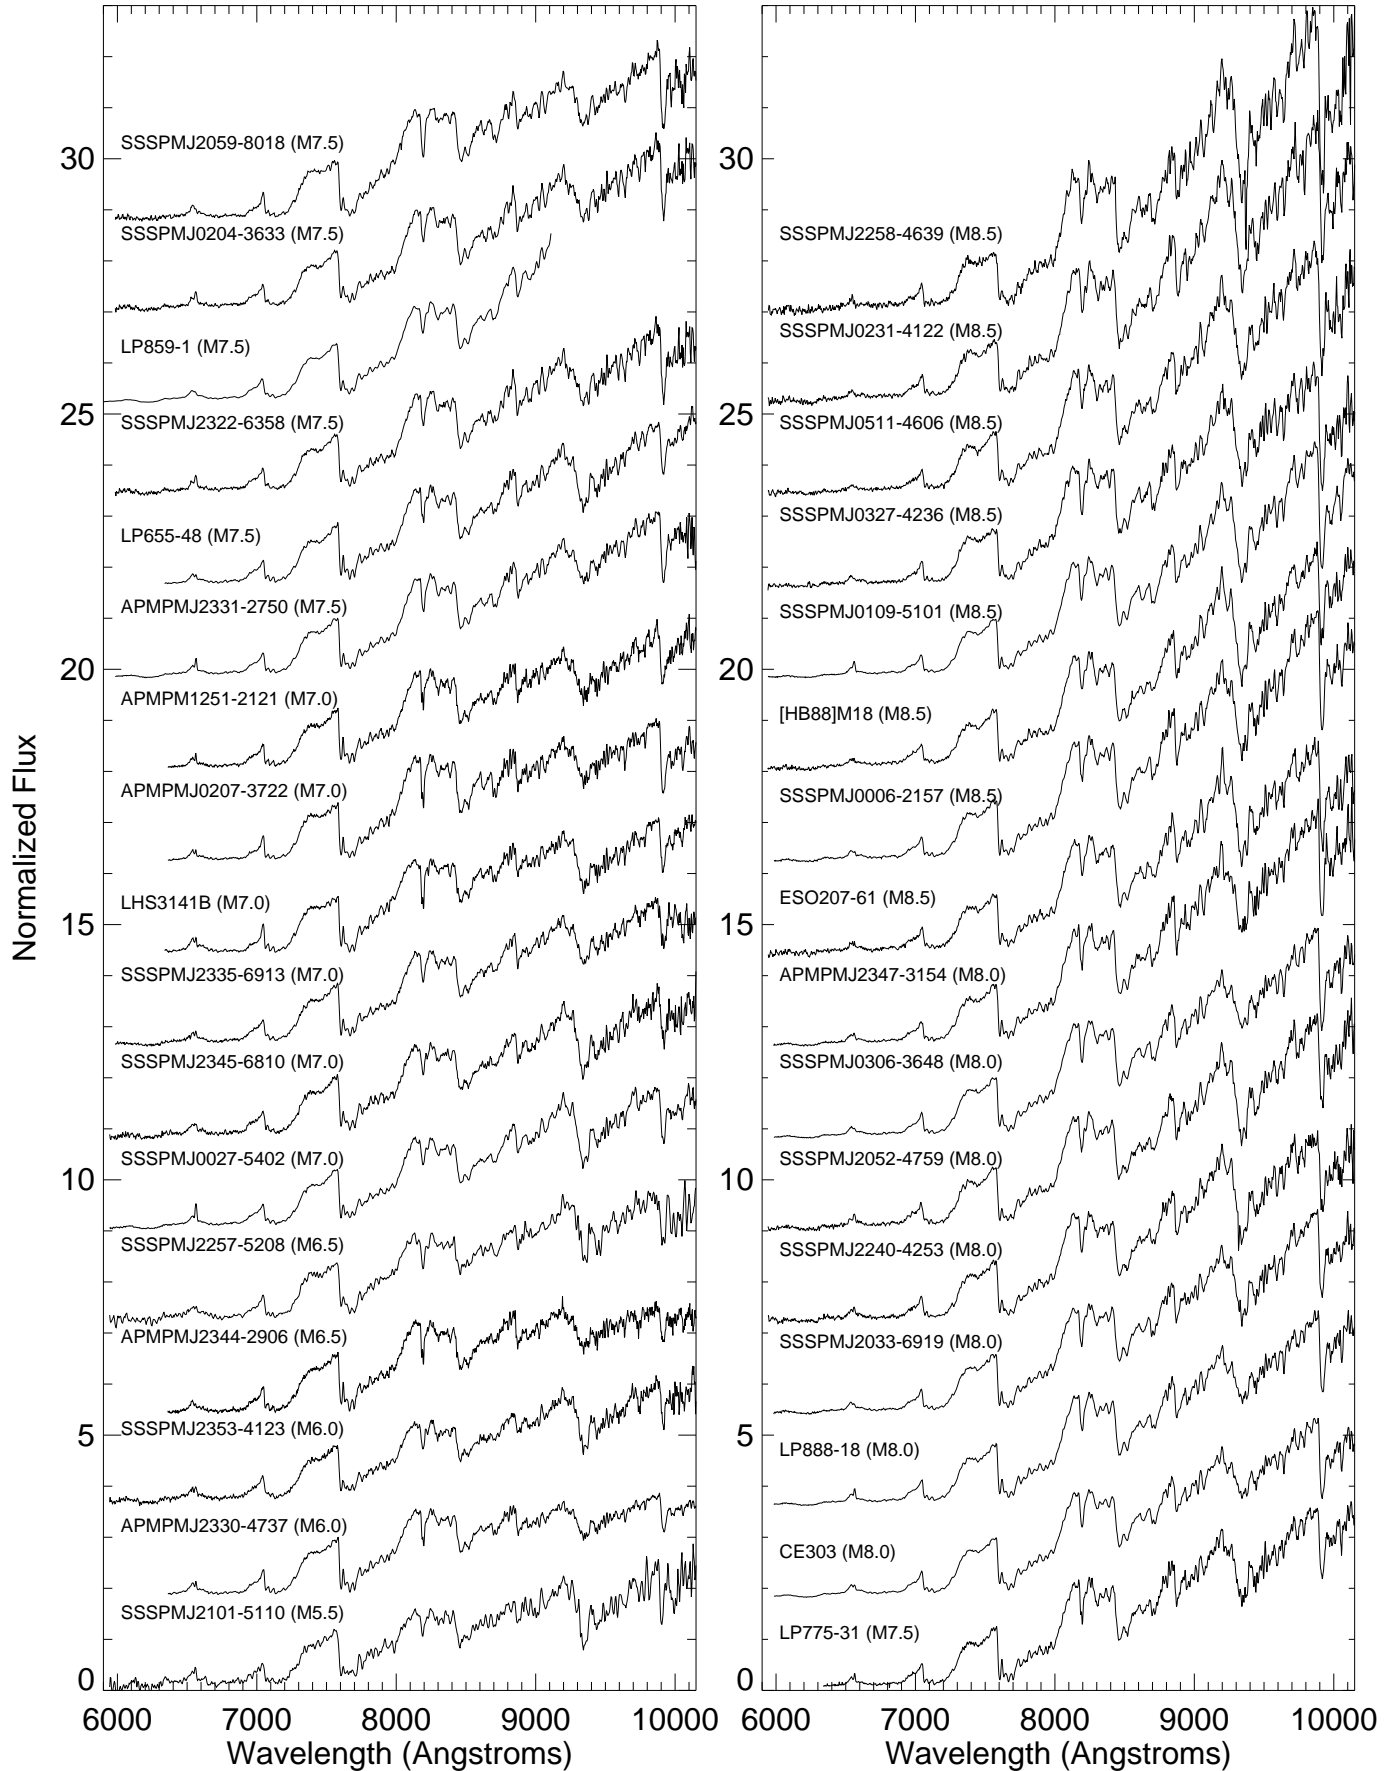 Normalized Flux
30
25
20
15
10
5
0
SSSPMJ2059-8018 (M7.5)
SSSPMJ0204-3633 (M7.5)
LP859-1 (M7.5)
SSSPMJ2322-6358 (M7.5)
LP655-48 (M7.5)
APMPMJ2331-2750 (M7.5)
APMPM1251-2121 (M7.0)
APMPMJ0207-3722 (M7.0)
LHS3141B (M7.0)
SSSPMJ2335-6913 (M7.0)
SSSPMJ2345-6810 (M7.0)
SSSPMJ0027-5402 (M7.0)
SSSPMJ2257-5208 (M6.5)
APMPMJ2344-2906 (M6.5)
SSSPMJ2353-4123 (M6.0)
APMPMJ2330-4737 (M6.0)
SSSPMJ2101-5110 (M5.5)
6000 7000 8000 9000 10000
Wavelength (Angstroms)
30
25
20
15
10
5
0
SSSPMJ2258-4639 (M8.5)
SSSPMJ0231-4122 (M8.5)
SSSPMJ0511-4606 (M8.5)
SSSPMJ0327-4236 (M8.5)
SSSPMJ0109-5101 (M8.5)
[HB88]M18 (M8.5)
SSSPMJ0006-2157 (M8.5)
ESO207-61 (M8.5)
APMPMJ2347-3154 (M8.0)
SSSPMJ0306-3648 (M8.0)
SSSPMJ2052-4759 (M8.0)
SSSPMJ2240-4253 (M8.0)
SSSPMJ2033-6919 (M8.0)
LP888-18 (M8.0)
CE303 (M8.0)
LP775-31 (M7.5)
6000 7000 8000 9000 10000
Wavelength (Angstroms)